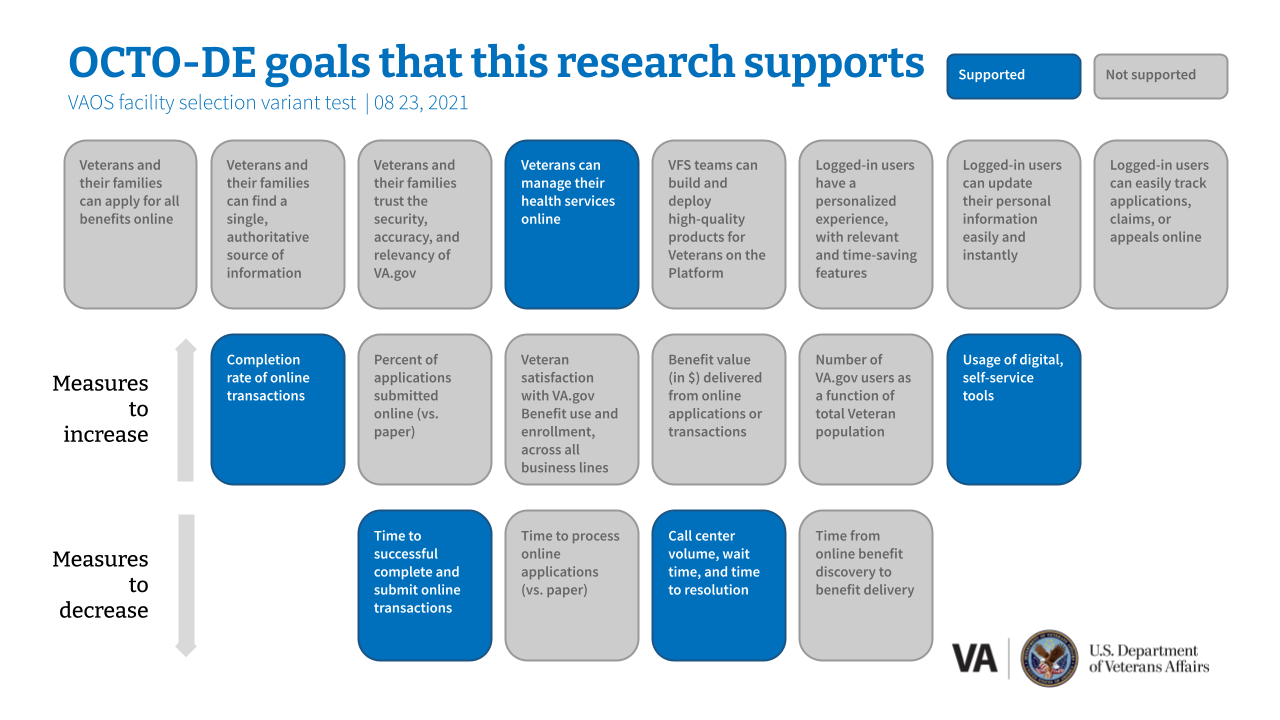 OCTO-DE goals that this research supports
Supported
Not supported
VAOS facility selection variant test | 08 23, 2021
Veterans and
their families
can apply for all
benefits online
Veterans and
their families
can find a
single,
authoritative
source of
information
Veterans and
their families
trust the
security,
accuracy, and
relevancy of
VA.gov
Veterans can
manage their
health services
online
VFS teams can
build and
deploy
high-quality
products for
Veterans on the
Platform
Logged-in users
have a
personalized
experience,
with relevant
and time-saving
features
Logged-in users
can update
their personal
information
easily and
instantly
Logged-in users
can easily track
applications,
claims, or
appeals online
Measures
to
increase
Completion
rate of online
transactions
Percent of
applications
submitted
online (vs.
paper)
Veteran
satisfaction
with VA.gov
Benefit use and
enrollment,
across all
business lines
Benefit value
(in $) delivered
from online
applications or
transactions
Number of
VA.gov users as
a function of
total Veteran
population
Usage of digital,
self-service
tools
Measures
to
decrease
Time to
successful
complete and
submit online
transactions
Time to process
online
applications
(vs. paper)
Call center
volume, wait
time, and time
to resolution
Time from
online benefit
discovery to
benefit delivery
VA
U.S. Department
of Veterans Affairs